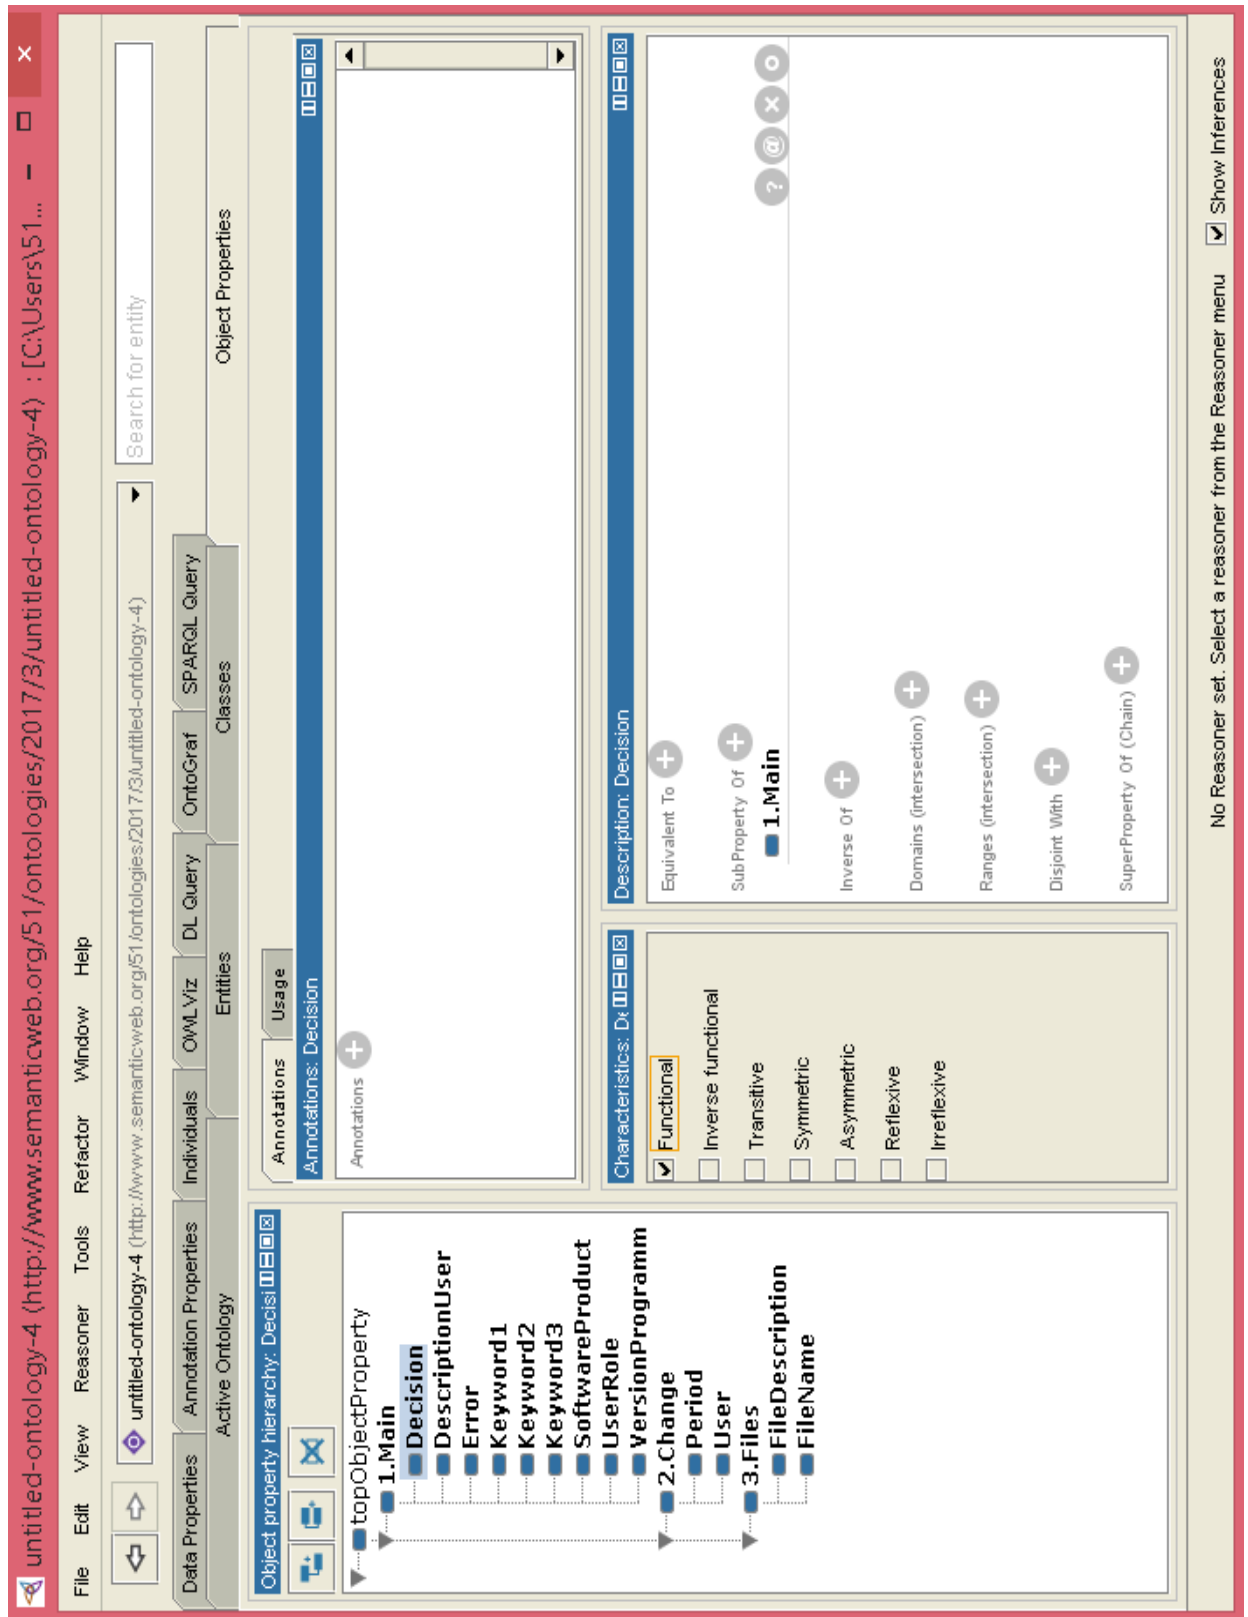 untitled-ontology-4 (http://www.semanticweb.org/51/ontologies/2017/3/untitled-ontology-4) : [C:\Users\51...
File Edit View Reasoner Tools Refactor Window Help
untitled-ontology-4 (http://www.semanticweb.org/51/ontologies/2017/3/untitled-ontology-4)
Search for entity
Data Properties Annotation Properties Individuals OWLViz DL Query OntoGraf SPARQL Query
Active Ontology Entities Classes Object Properties
Object property hierarchy: Decisi
topObjectProperty
1.Main
Decision
DescriptionUser
Error
Keyword1
Keyword2
Keyword3
SoftwareProduct
UserRole
VersionProgramm
2.Change
Period
User
3.Files
FileDescription
FileName
Annotations Usage
Annotations: Decision
Annotations
Characteristics: De
Functional
Inverse functional
Transitive
Symmetric
Asymmetric
Reflexive
Irreflexive
Description: Decision
Equivalent To
SubProperty Of
1.Main
Inverse Of
Domains (intersection)
Ranges (intersection)
Disjoint With
SuperProperty Of (Chain)
No Reasoner set. Select a reasoner from the Reasoner menu Show Inferences